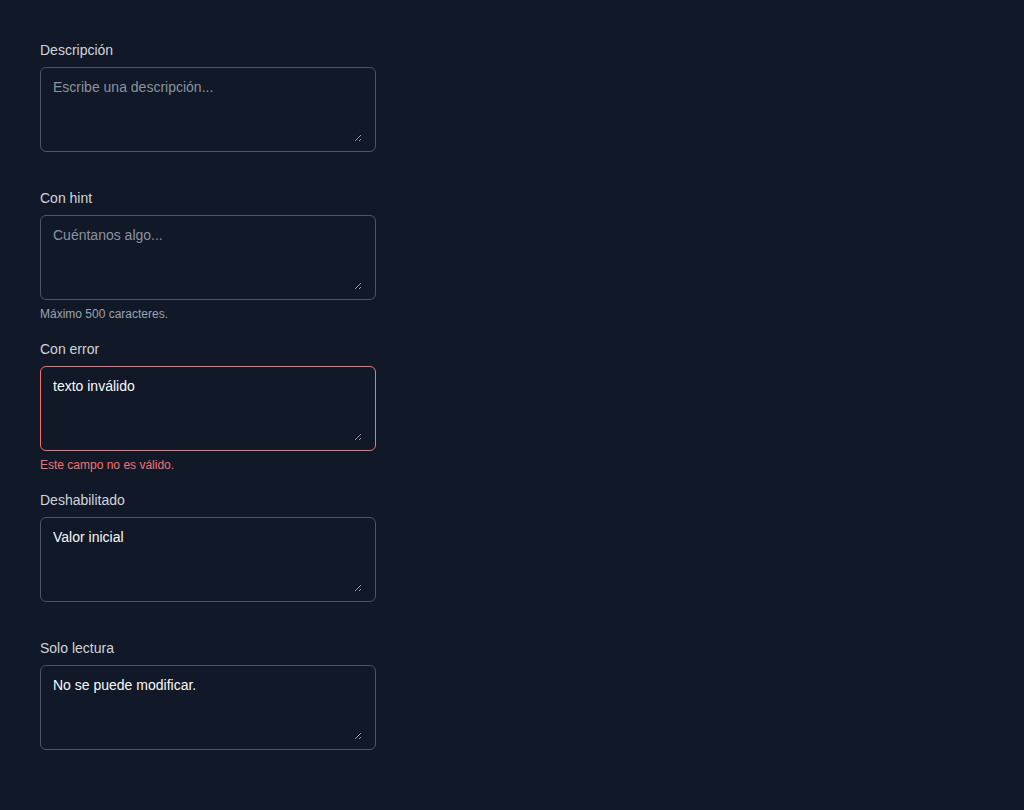 Descripción
Escribe una descripción...
Con hint
Cuéntanos algo...
Máximo 500 caracteres.
Con error
texto inválido
Este campo no es válido.
Deshabilitado
Valor inicial
Solo lectura
No se puede modificar.